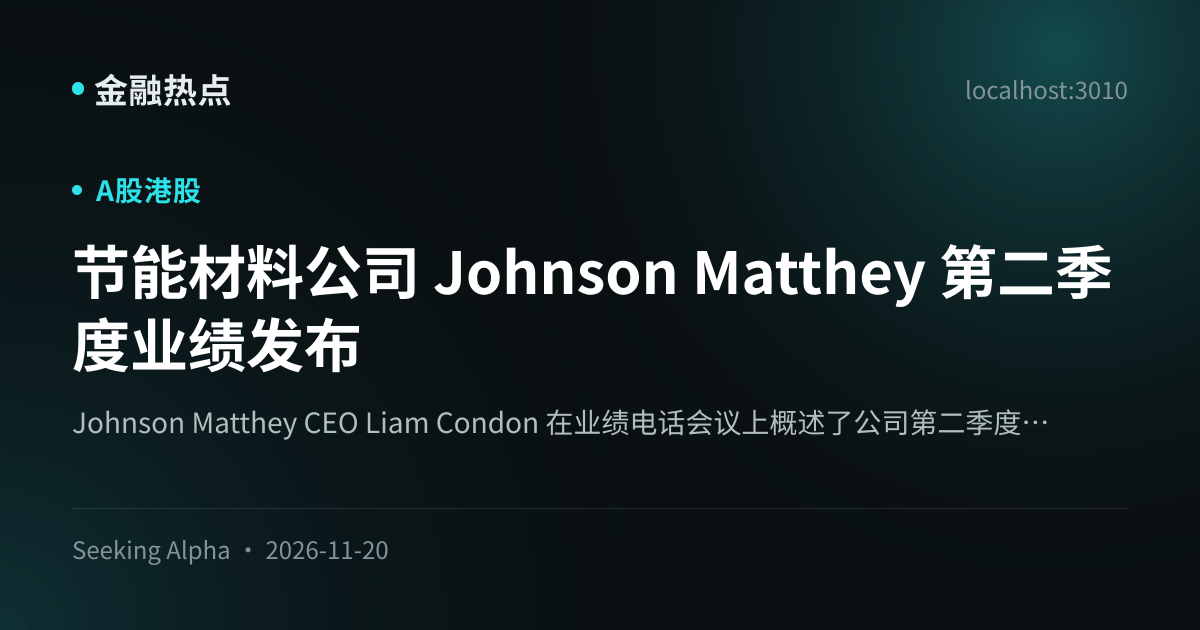 金融热点
localhost:3010
A股港股
节能材料公司 Johnson Matthey 第二季
度业绩发布
Johnson Matthey CEO Liam Condon 在业绩电话会议上概述了公司第二季度…
Seeking Alpha • 2026-11-20